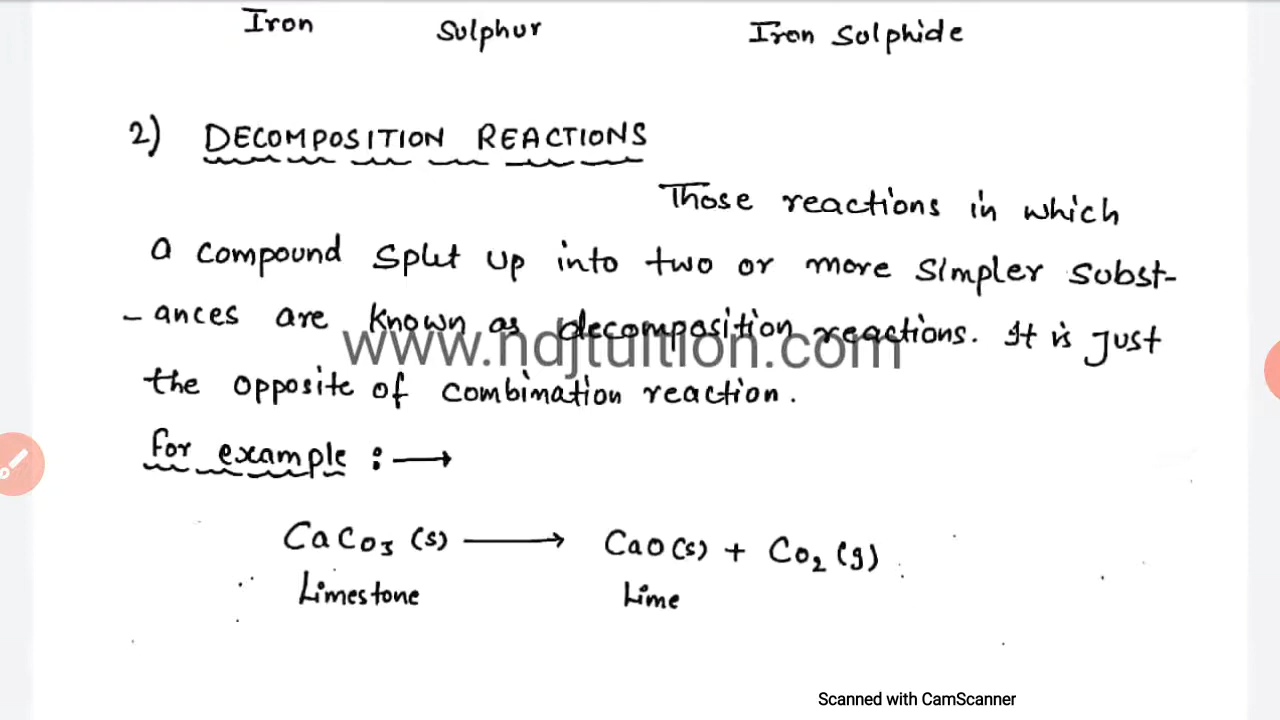 Iron Sulphur Iron Sulphide
2) DECOMPOSITION REACTIONS
Those reactions in which
a compound split up into two or more simpler subst-
-ances are known as decomposition reactions. It is just
www.ndjtuition.com
the opposite of combination reaction.
for example :⟶
CaCo₃ (s) ⟶ CaO(s) + Co₂ (g)
Limestone Lime
Scanned with CamScanner